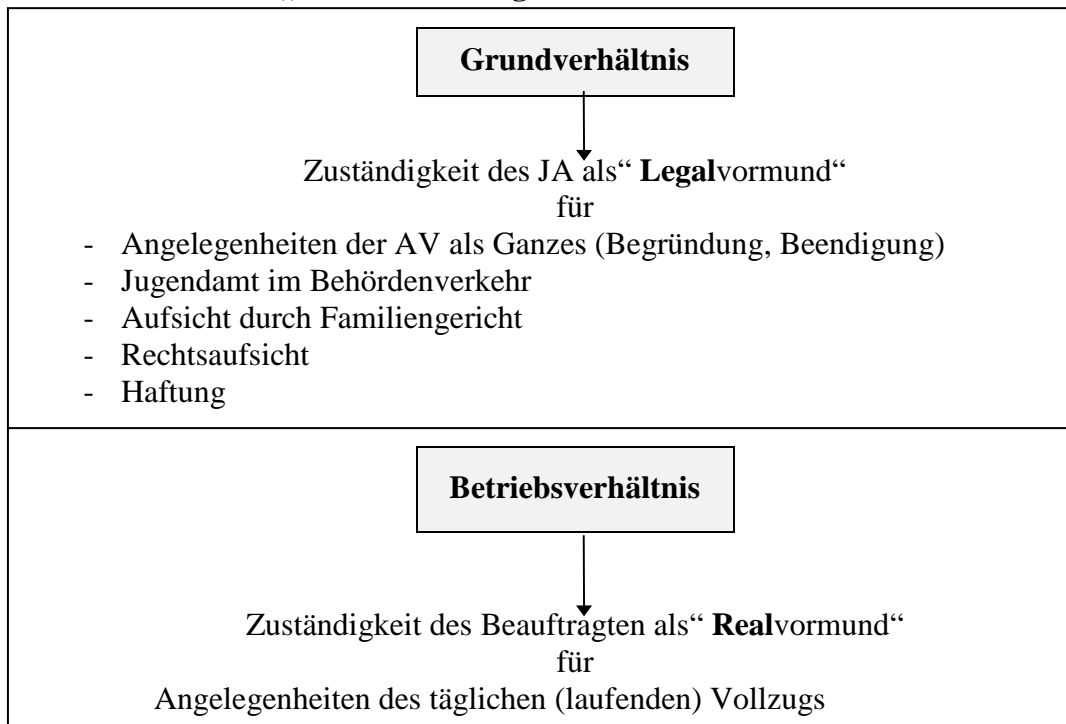 Grundverhältnis
Zuständigkeit des JA als“ Legalvormund“
für
- Angelegenheiten der AV als Ganzes (Begründung, Beendigung)
- Jugendamt im Behördenverkehr
- Aufsicht durch Familiengericht
- Rechtsaufsicht
- Haftung
Betriebsverhältnis
Zuständigkeit des Beauftragten als“ Realvormund“
für
Angelegenheiten des täglichen (laufenden) Vollzugs